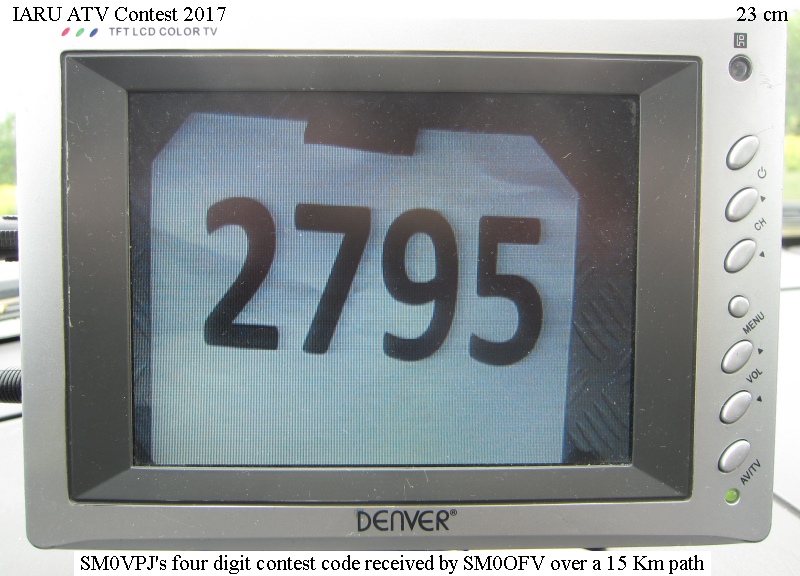 IARU ATV Contest 2017
23 cm
TFT LCD COLOR TV
2795
CH
MENU
VOL
AV/TV
DENVER®
SM0VPJ's four digit contest code received by SM0OFV over a 15 Km path